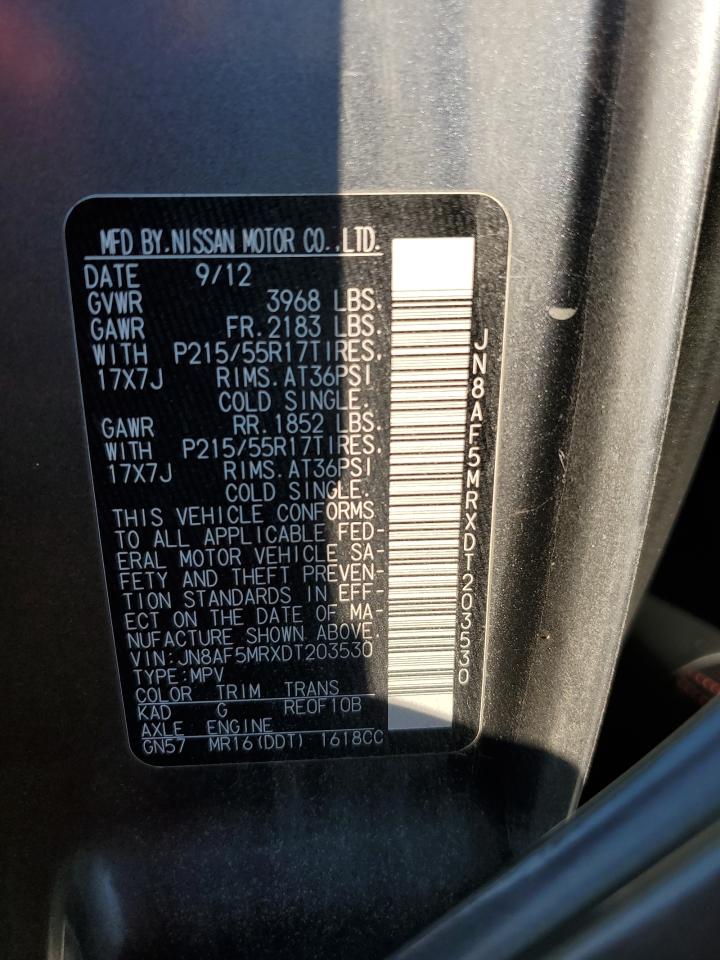 MFD BY.NISSAN MOTOR CO.,LTD.
DATE 9/12
GVWR 3968 LBS.
GAWR FR.2183 LBS.
WITH P215/55R17TIRES.
17X7J RIMS.AT36PSI
COLD SINGLE.
GAWR RR.1852 LBS.
WITH P215/55R17TIRES.
17X7J RIMS.AT36PSI
COLD SINGLE.
THIS VEHICLE CONFORMS
TO ALL APPLICABLE FED-
ERAL MOTOR VEHICLE SA-
FETY AND THEFT PREVEN-
TION STANDARDS IN EFF-
ECT ON THE DATE OF MA-
NUFACTURE SHOWN ABOVE.
VIN:JN8AF5MRXDT203530
TYPE:MPV
COLOR TRIM TRANS
KAD G RE0F10B
AXLE ENGINE
GN57 MR16(DDT) 1618CC
JN8AF5MRXDT203530